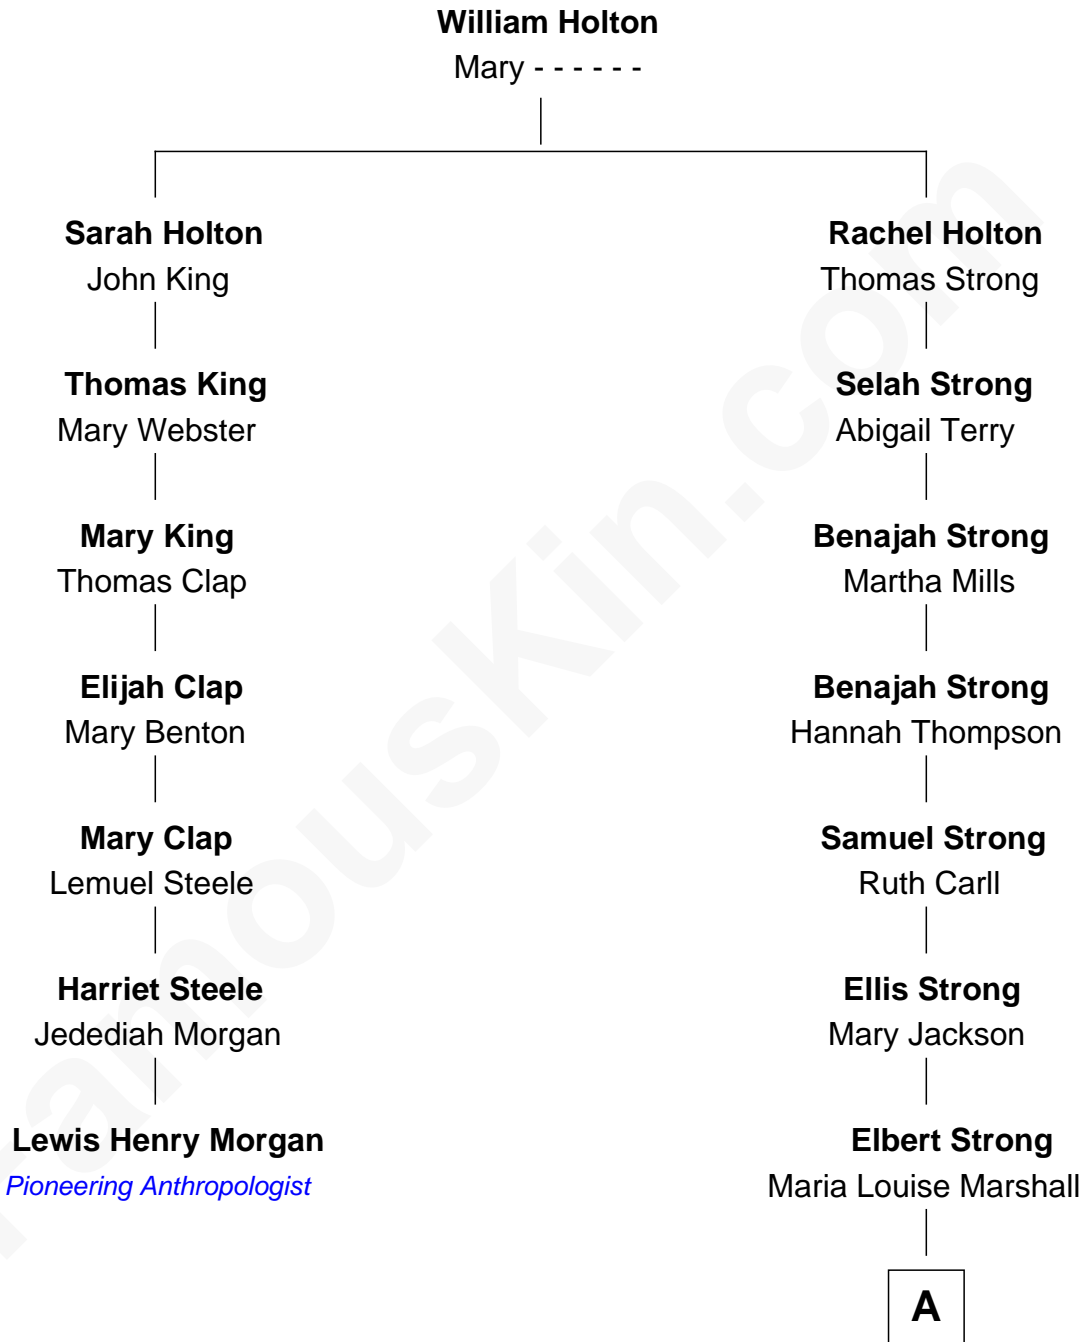 William Holton
Mary - - - - - -
Sarah Holton
John King
Rachel Holton
Thomas Strong
Thomas King
Mary Webster
Selah Strong
Abigail Terry
Mary King
Thomas Clap
Benajah Strong
Martha Mills
Elijah Clap
Mary Benton
Benajah Strong
Hannah Thompson
Mary Clap
Lemuel Steele
Samuel Strong
Ruth Carll
Harriet Steele
Jedediah Morgan
Ellis Strong
Mary Jackson
Lewis Henry Morgan
Pioneering Anthropologist
Elbert Strong
Maria Louise Marshall
A
FamousKin.com